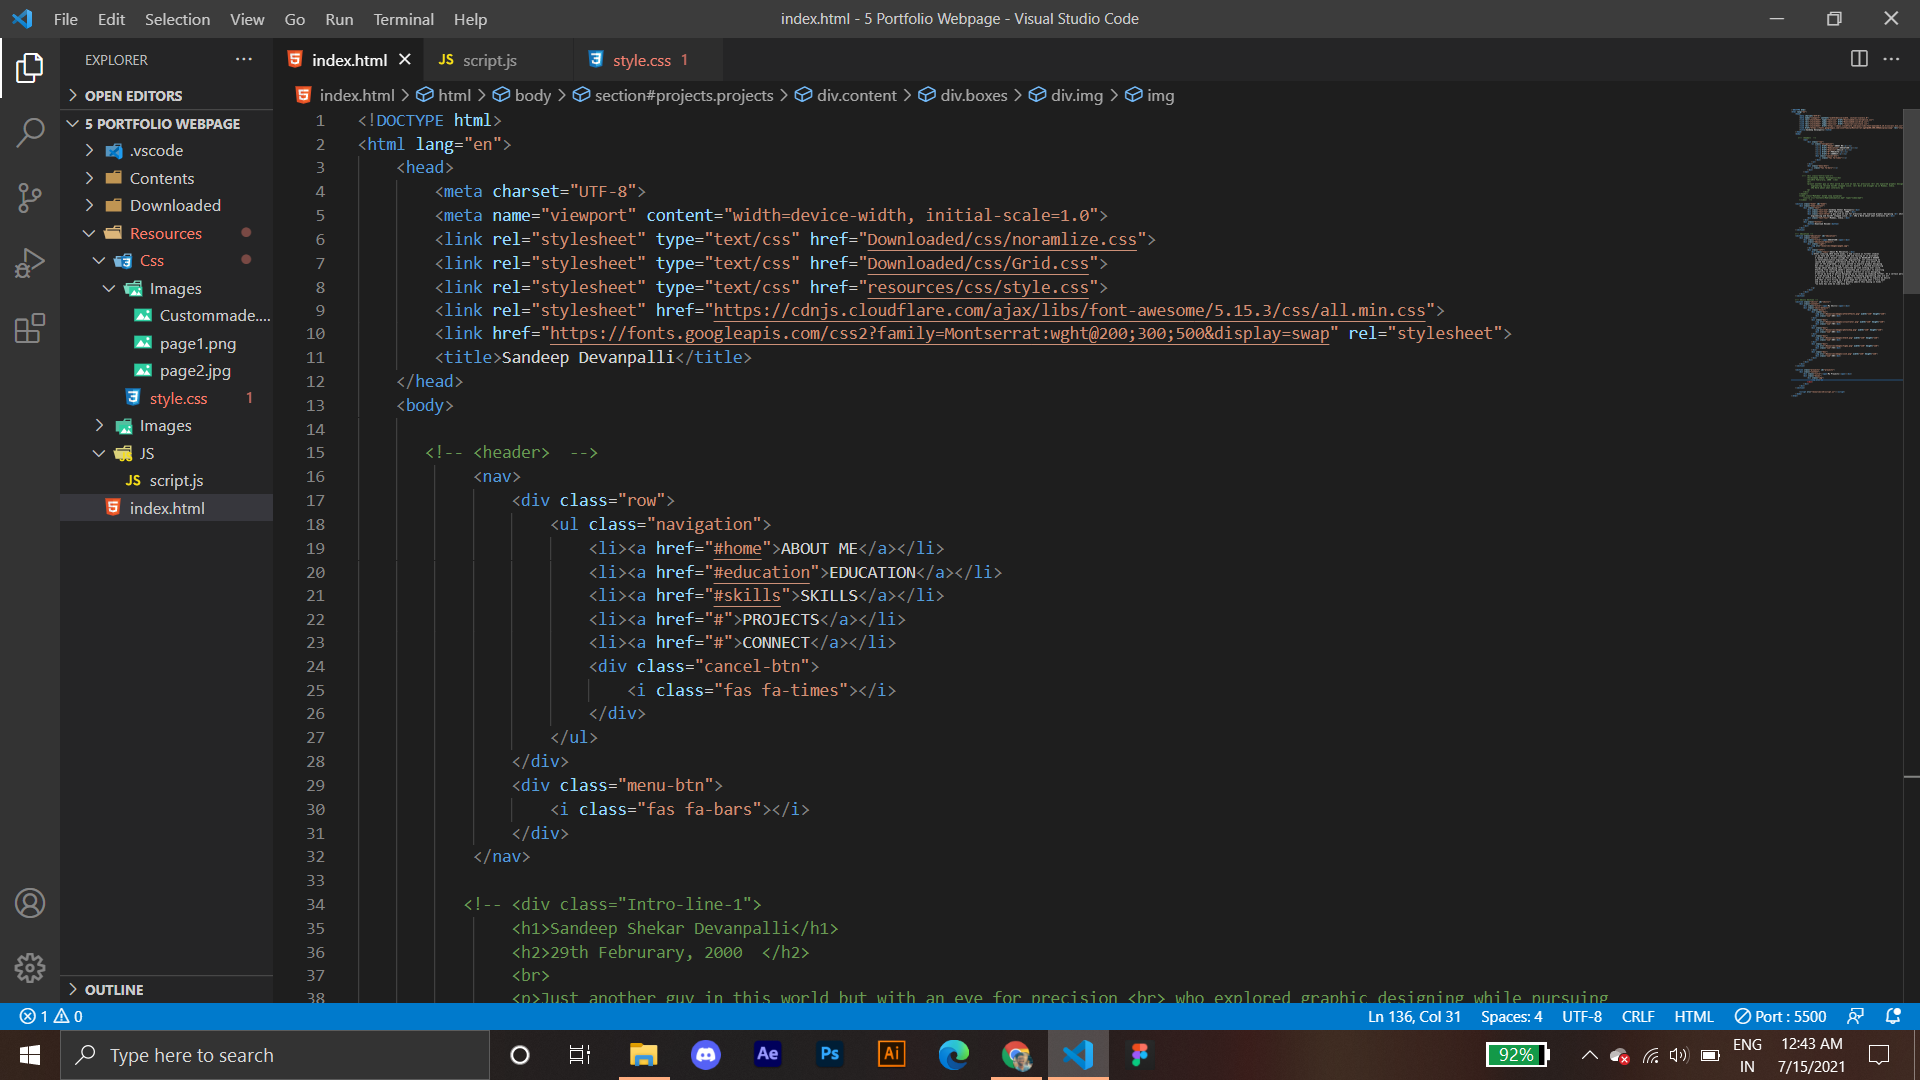 File Edit Selection View Go Run Terminal Help
index.html - 5 Portfolio Webpage - Visual Studio Code
EXPLORER
OPEN EDITORS
5 PORTFOLIO WEBPAGE
.vscode
Contents
Downloaded
Resources
Css
Images
Custommade....
page1.png
page2.jpg
style.css 1
Images
JS
JS script.js
index.html
OUTLINE
index.html
JS script.js
style.css 1
index.html > html > body > section#projects.projects > div.content > div.boxes > div.img > img
1 <!DOCTYPE html>
2 <html lang="en">
3 <head>
4 <meta charset="UTF-8">
5 <meta name="viewport" content="width=device-width, initial-scale=1.0">
6 <link rel="stylesheet" type="text/css" href="Downloaded/css/noramlize.css">
7 <link rel="stylesheet" type="text/css" href="Downloaded/css/Grid.css">
8 <link rel="stylesheet" type="text/css" href="resources/css/style.css">
9 <link rel="stylesheet" href="https://cdnjs.cloudflare.com/ajax/libs/font-awesome/5.15.3/css/all.min.css">
10 <link href="https://fonts.googleapis.com/css2?family=Montserrat:wght@200;300;500&display=swap" rel="stylesheet">
11 <title>Sandeep Devanpalli</title>
12 </head>
13 <body>
14
15 <!-- <header>  -->
16 <nav>
17 <div class="row">
18 <ul class="navigation">
19 <li><a href="#home">ABOUT ME</a></li>
20 <li><a href="#education">EDUCATION</a></li>
21 <li><a href="#skills">SKILLS</a></li>
22 <li><a href="#">PROJECTS</a></li>
23 <li><a href="#">CONNECT</a></li>
24 <div class="cancel-btn">
25 <i class="fas fa-times"></i>
26 </div>
27 </ul>
28 </div>
29 <div class="menu-btn">
30 <i class="fas fa-bars"></i>
31 </div>
32 </nav>
33
34 <!-- <div class="Intro-line-1">
35 <h1>Sandeep Shekar Devanpalli</h1>
36 <h2>29th Februrary, 2000  </h2>
37 <br>
38 <p>Just another guy in this world but with an eye for precision <br> who explored graphic designing while pursuing
1 0
Ln 136, Col 31 Spaces: 4 UTF-8 CRLF HTML Port : 5500
Type here to search
Ae
Ps
Ai
92%
ENG
IN
12:43 AM
7/15/2021